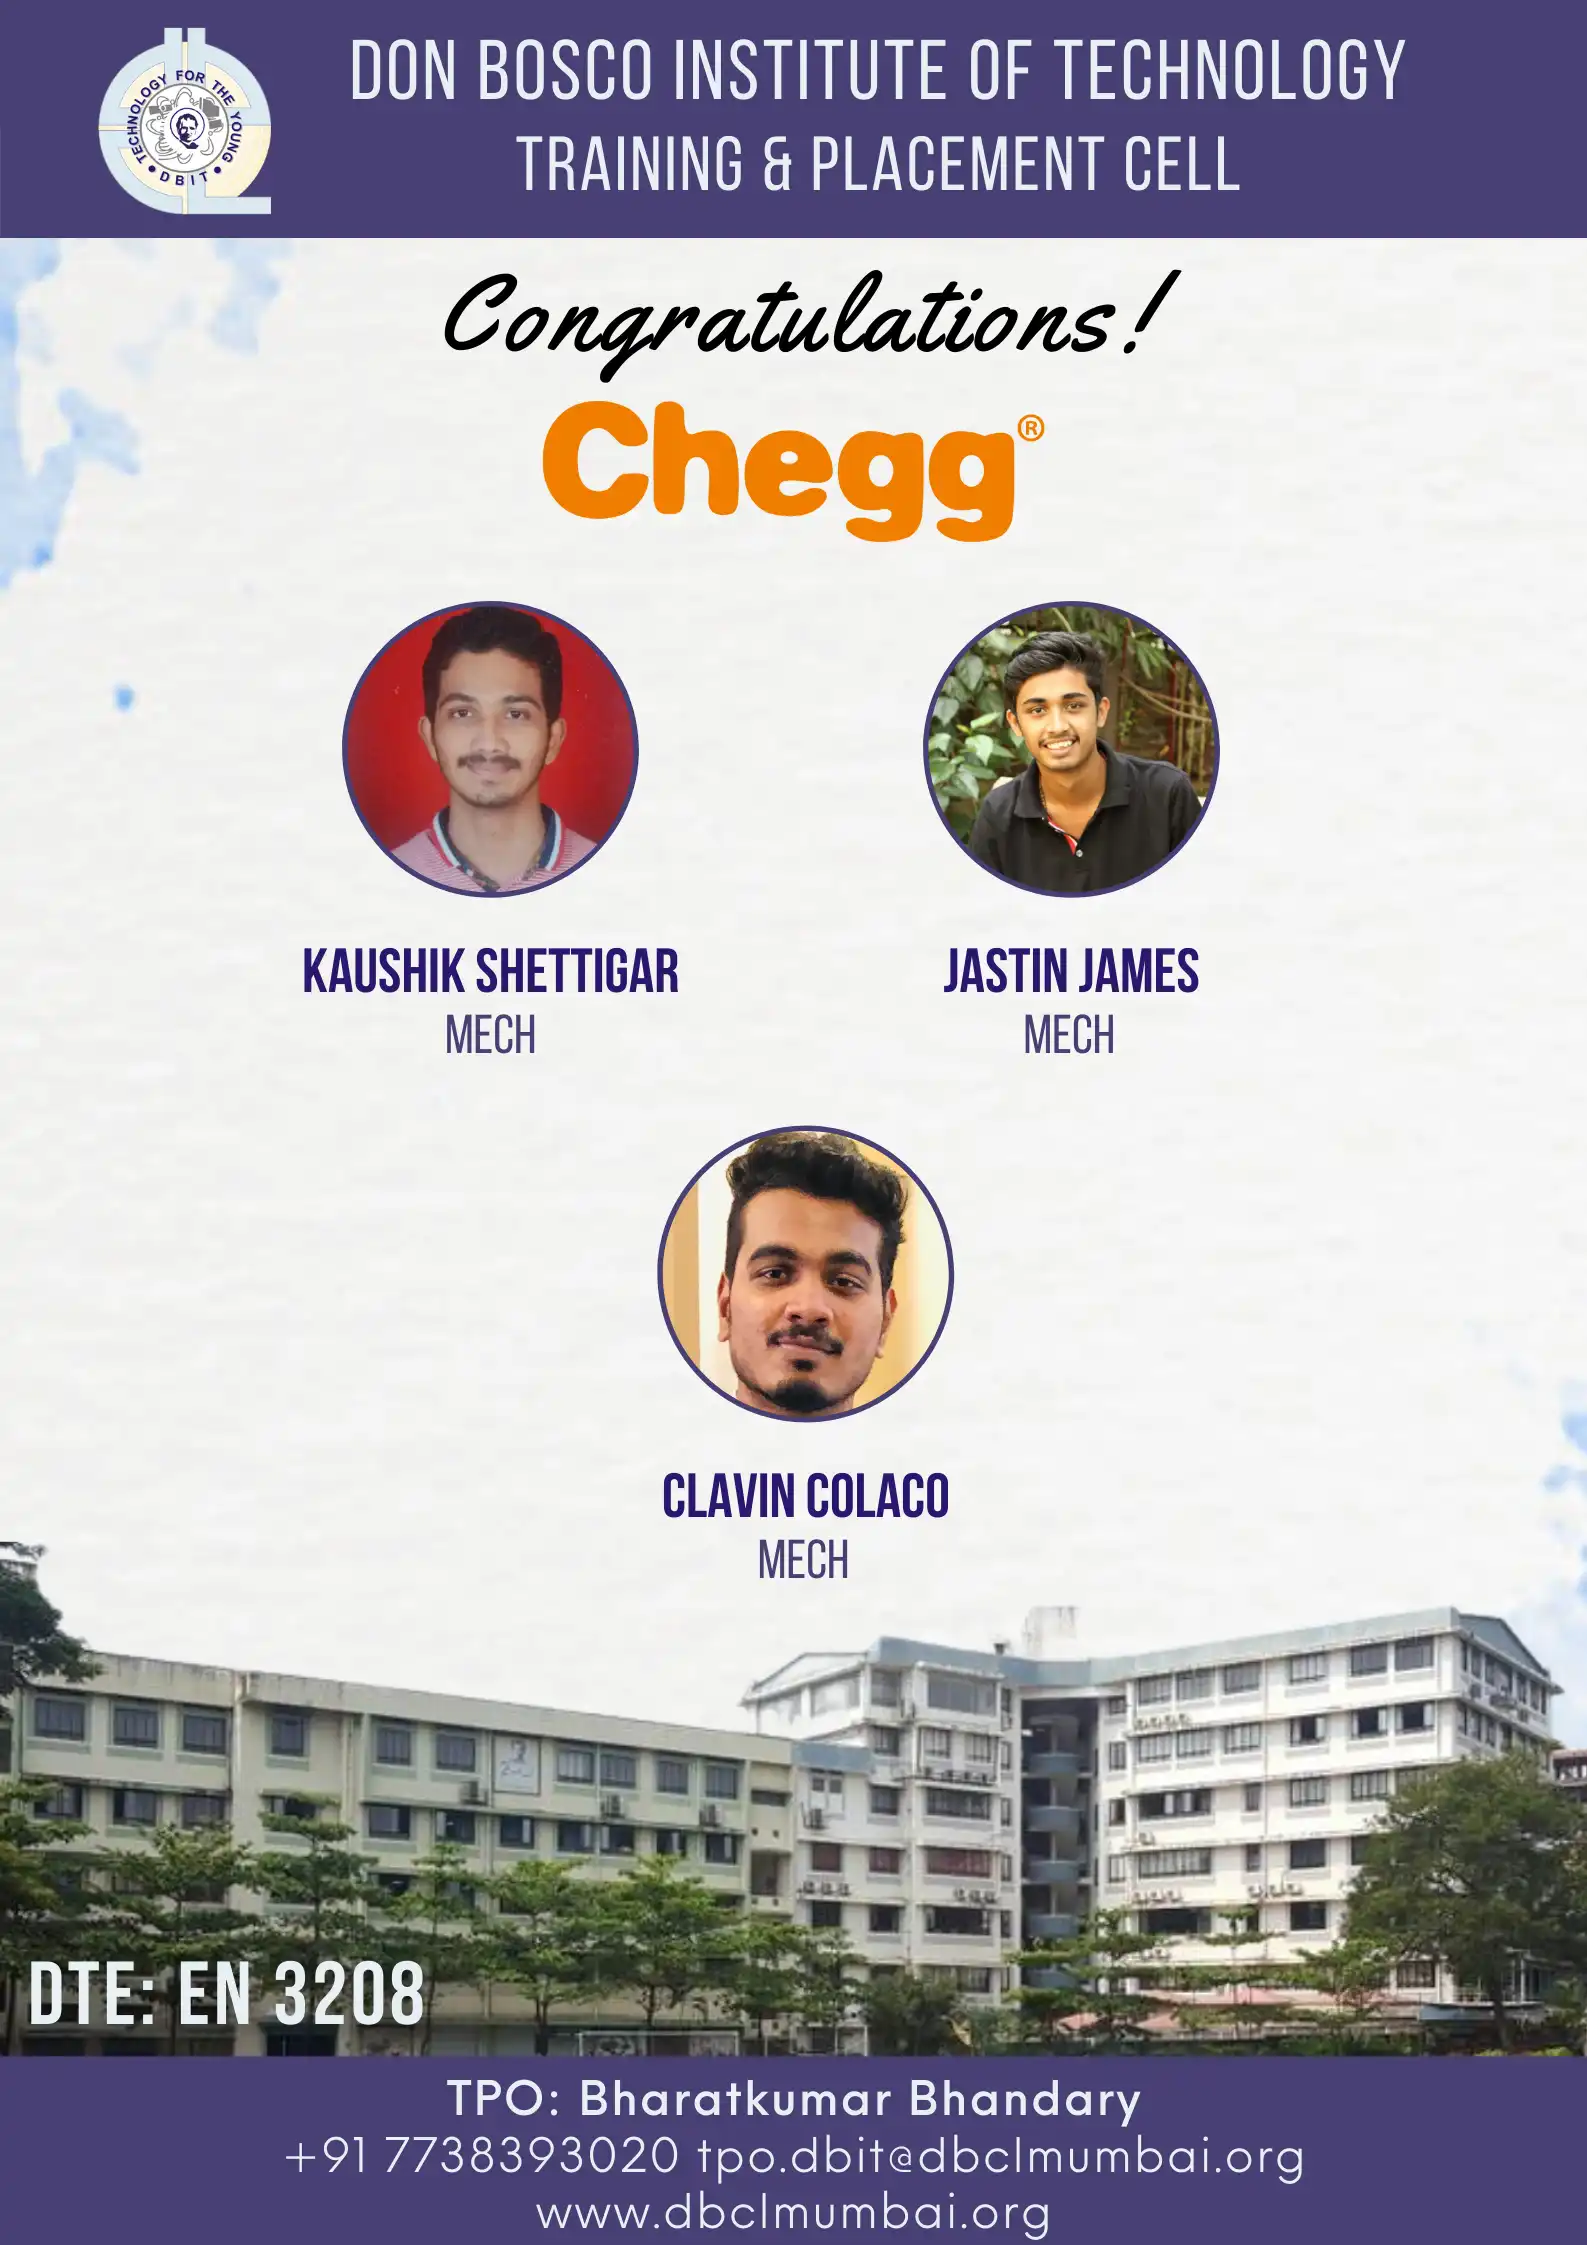 DON BOSCO INSTITUTE OF TECHNOLOGY
TRAINING & PLACEMENT CELL
TECHNOLOGY FOR THE YOUNG
• DBIT •
Congratulations!
Chegg®
KAUSHIK SHETTIGAR
MECH
JASTIN JAMES
MECH
CLAVIN COLACO
MECH
DTE: EN 3208
TPO: Bharatkumar Bhandary
+91 7738393020 tpo.dbit@dbclmumbai.org
www.dbclmumbai.org